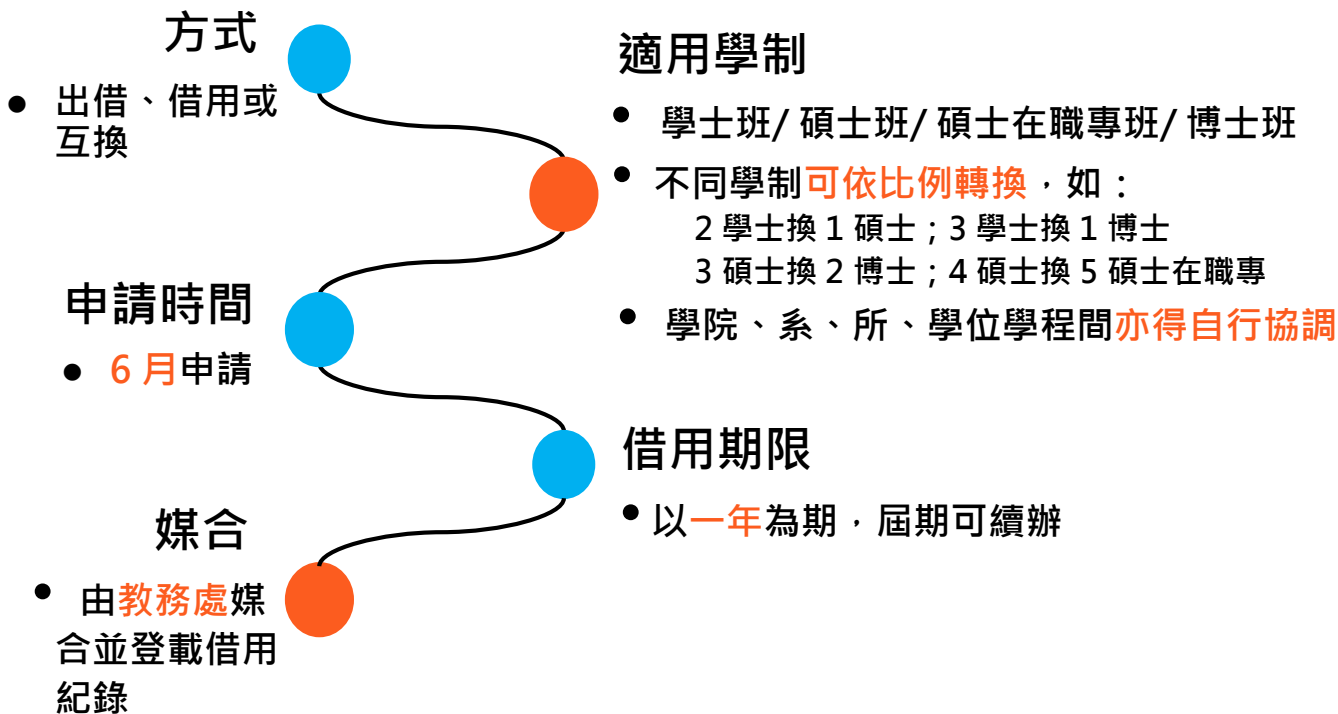 方式
● 出借、借用或
互換
適用學制
• 學士班/ 碩士班/ 碩士在職專班/ 博士班
• 不同學制可依比例轉換，如：
2 學士換 1 碩士；3 學士換 1 博士
3 碩士換 2 博士；4 碩士換 5 碩士在職專
• 學院、系、所、學位學程間亦得自行協調
申請時間
● 6 月申請
借用期限
• 以一年為期，屆期可續辦
媒合
• 由教務處媒
合並登載借用
紀錄